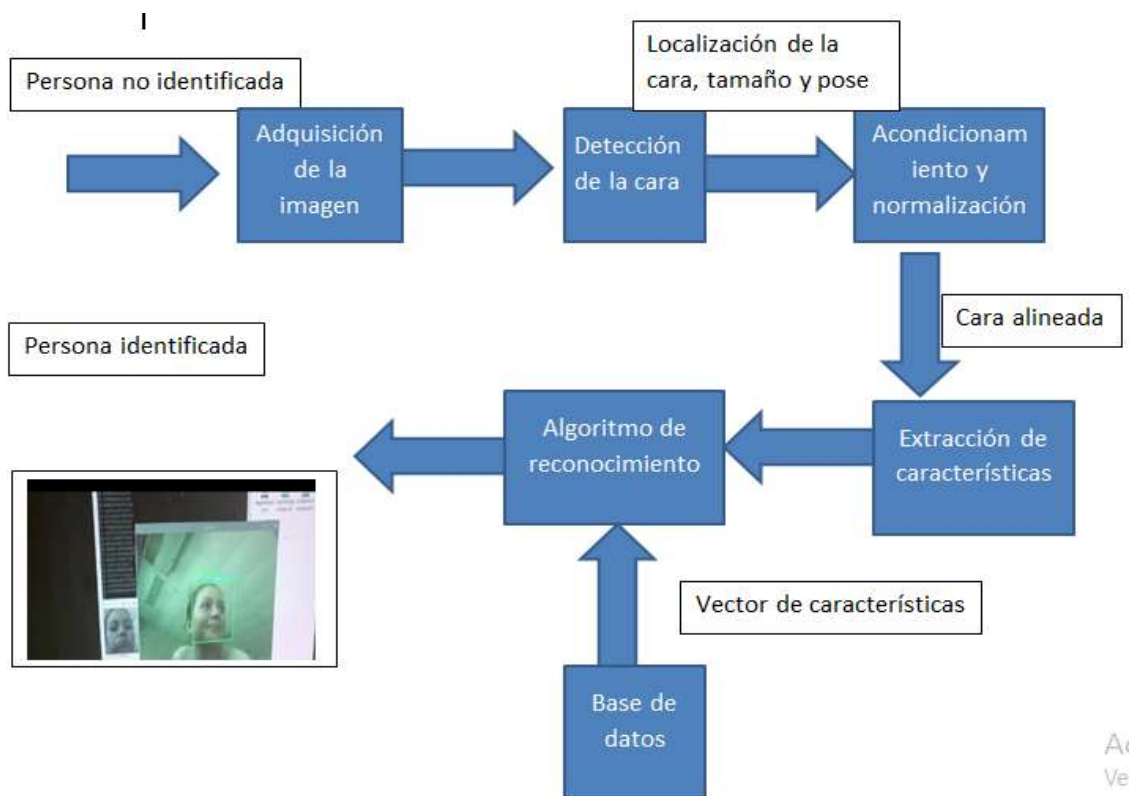 Persona no identificada
Localización de la
cara, tamaño y pose
Adquisición
de la
imagen
Detección
de la cara
Acondicionam
iento y
normalización
Cara alineada
Persona identificada
Algoritmo de
reconocimiento
Extracción de
características
Vector de características
Base de
datos